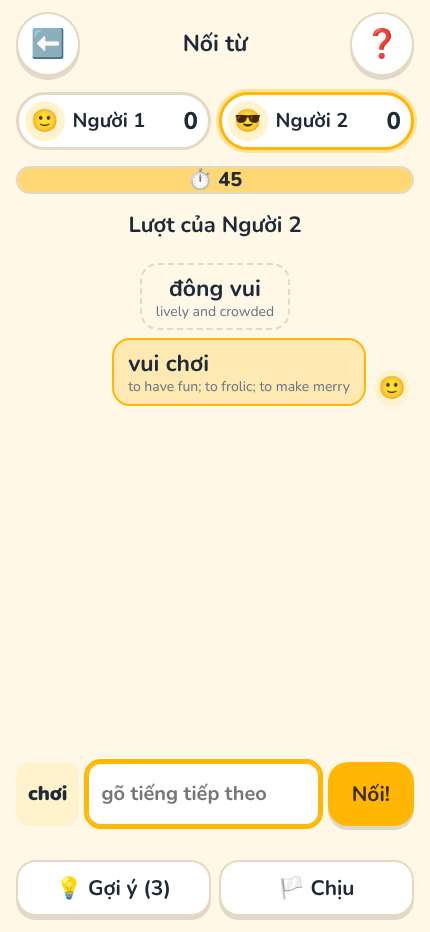 Nối từ
Người 1 0
Người 2 0
45
Lượt của Người 2
đông vui
lively and crowded
vui chơi
to have fun; to frolic; to make merry
chơi gõ tiếng tiếp theo Nối!
Gợi ý (3) Chịu